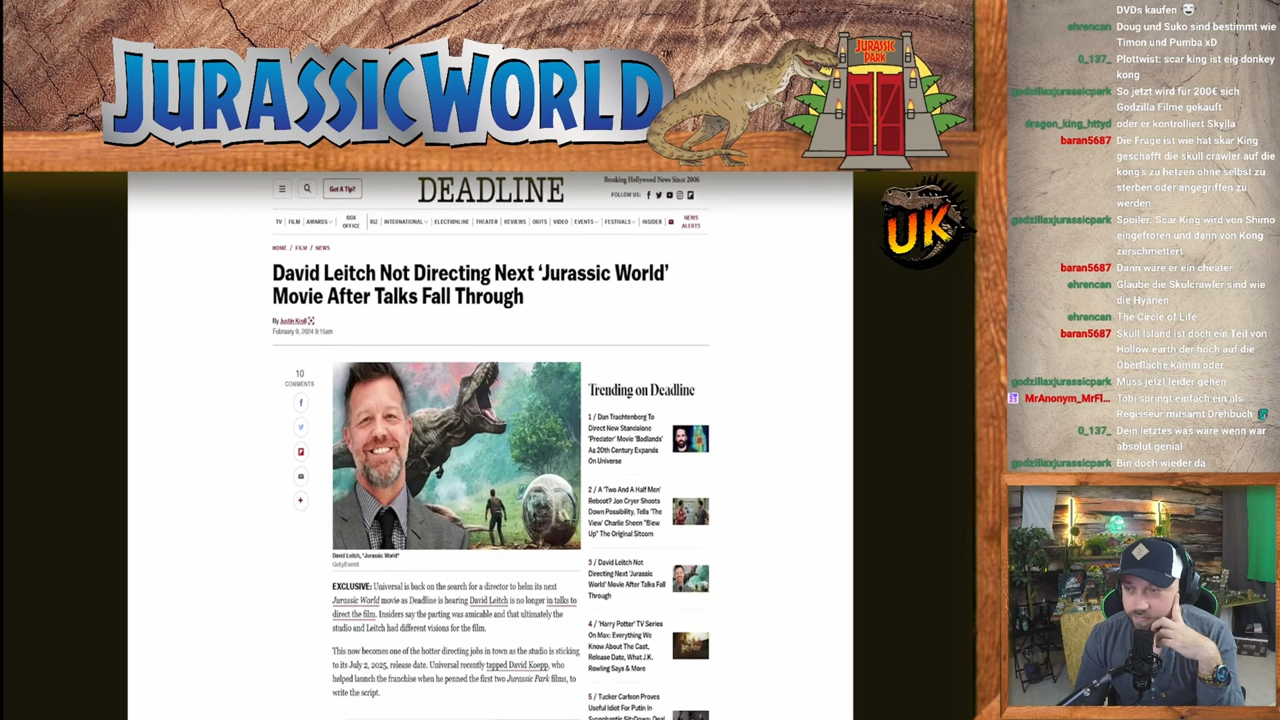 JURASSIC WORLD
JURASSIC
PARK
UK
Got A Tip?
DEADLINE
Breaking Hollywood News Since 2006
FOLLOW US:
TV
FILM
AWARDS
BOX
OFFICE
BIZ
INTERNATIONAL
ELECTIONLINE
THEATER
REVIEWS
OBITS
VIDEO
EVENTS
FESTIVALS
INSIDER
NEWS
ALERTS
HOME / FILM / NEWS
David Leitch Not Directing Next ‘Jurassic World’
Movie After Talks Fall Through
By Justin Kroll
February 9, 2024 9:15am
10
COMMENTS
David Leitch, "Jurassic World"
Getty/Everett
EXCLUSIVE: Universal is back on the search for a director to helm its next
Jurassic World movie as Deadline is hearing David Leitch is no longer in talks to
direct the film. Insiders say the parting was amicable and that ultimately the
studio and Leitch had different visions for the film.
This now becomes one of the hotter directing jobs in town as the studio is sticking
to its July 2, 2025, release date. Universal recently tapped David Koepp, who
helped launch the franchise when he penned the first two Jurassic Park films, to
write the script.
Trending on Deadline
1 / Dan Trachtenberg To
Direct New Standalone
'Predator' Movie 'Badlands'
As 20th Century Expands
On Universe
2 / A 'Two And A Half Men'
Reboot? Jon Cryer Shoots
Down Possibility, Tells 'The
View' Charlie Sheen "Blew
Up" The Original Sitcom
3 / David Leitch Not
Directing Next 'Jurassic
World' Movie After Talks Fall
Through
4 / 'Harry Potter' TV Series
On Max: Everything We
Know About The Cast,
Release Date, What J.K.
Rowling Says & More
5 / Tucker Carlson Proves
Useful Idiot For Putin In
Sycophantic Sit-Down: Deal
DVDs kaufen
ehrencan Doug und Suko sind bestimmt wie
Timon und Pumba xD
0_137_ Plottwist: scar king ist eig donkey
kong
godzillaxjurassicpark So jetzt wird für 200€ sich
Godzilla Filme gekauft
dragon_king_httyd oder er kontrolliert Skylla
baran5687 Die Frage ist wie hat skar King
geschafft die skull crawler auf die
kong's zu hetzen ohne selbst zu
sterben oder angegriffen zu
werden
godzillaxjurassicpark Spoiler: Scar King wird von Shimo
eingefroren und dann von Kong
zerschmettert
baran5687 Dann wäre er ein cheater
ehrencan Glaube die Skulcrawler sind wie
die Hyänen
ehrencan The Circle of Life
baran5687 Skull Island ist doch ein Teil von
Hollow earth der hoch auf die
Oberfläche kamm oder
godzillaxjurassicpark Muss jetzt leider gehen
MrAnonym_MrFl... Tobi springt einfach ein als
Regisseur mitsamt Drehbuch
0_137_ Dein letztes was ware wenn war
absolut genial
godzillaxjurassicpark Bin doch wieder da